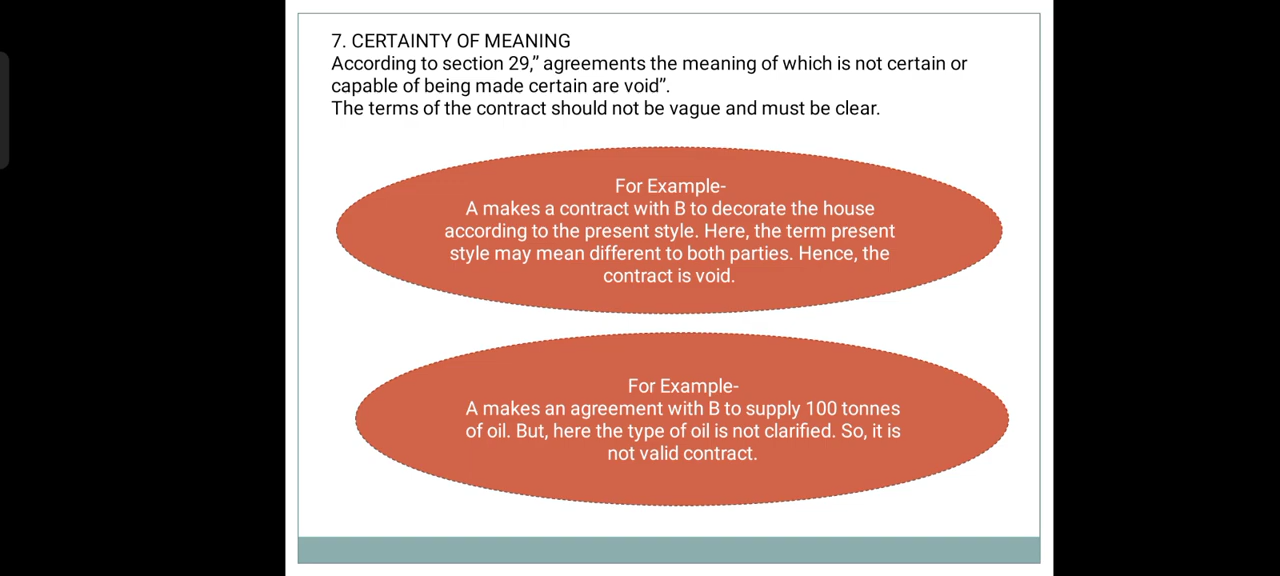 7. CERTAINTY OF MEANING
According to section 29,” agreements the meaning of which is not certain or
capable of being made certain are void”.
The terms of the contract should not be vague and must be clear.
For Example-
A makes a contract with B to decorate the house
according to the present style. Here, the term present
style may mean different to both parties. Hence, the
contract is void.
For Example-
A makes an agreement with B to supply 100 tonnes
of oil. But, here the type of oil is not clarified. So, it is
not valid contract.